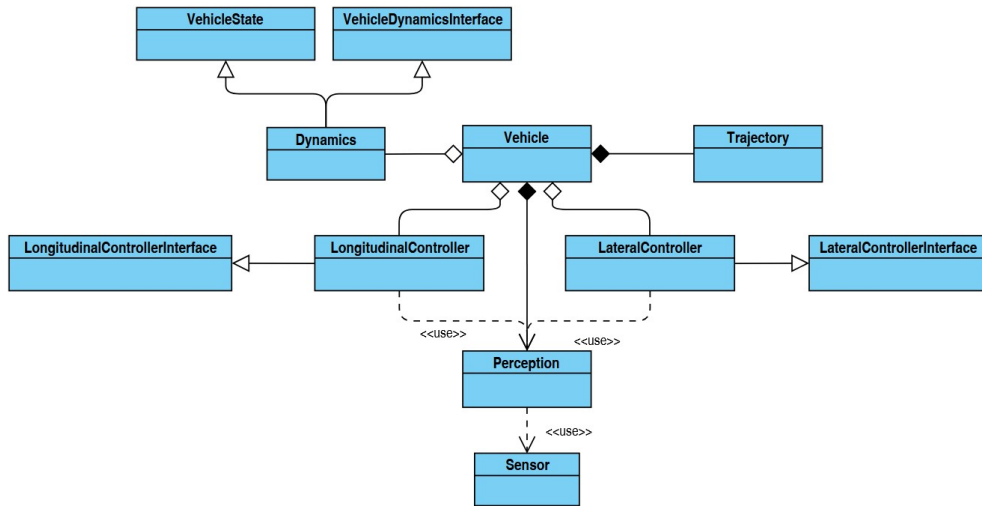 VehicleState
VehicleDynamicsInterface
Dynamics
Vehicle
Trajectory
LongitudinalControllerInterface
LongitudinalController
LateralController
LateralControllerInterface
<<use>>
<<use>>
Perception
<<use>>
Sensor